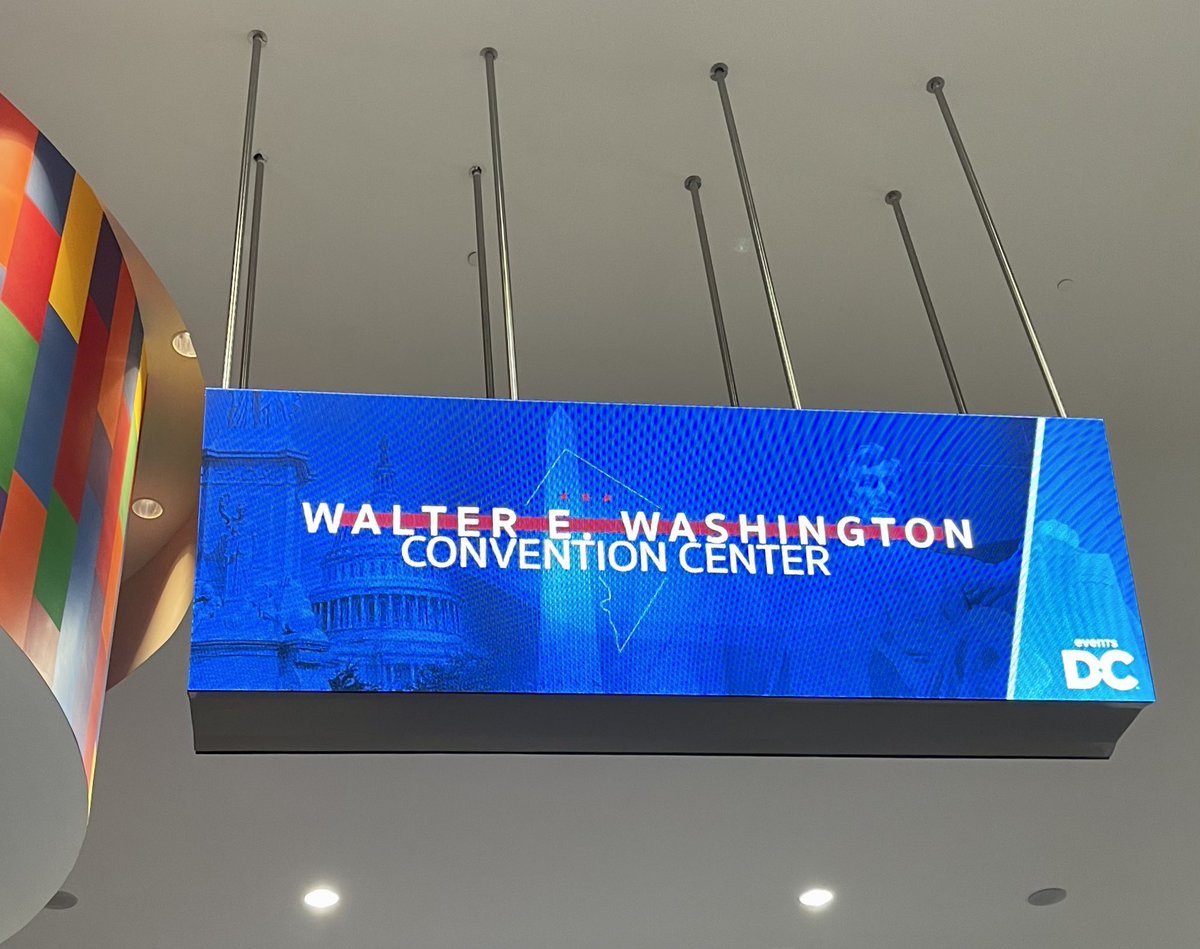 WALTER E. WASHINGTON
CONVENTION CENTER
events
DC